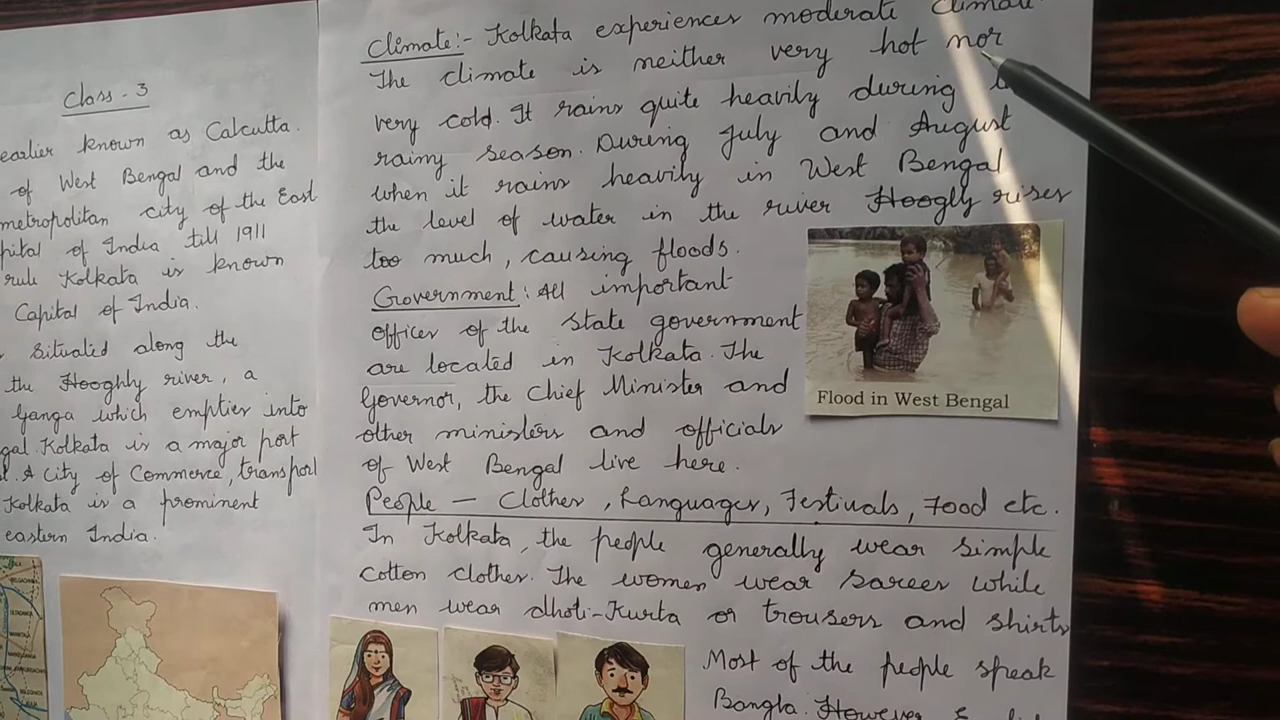 Class - 3
earlier known as Calcutta.
of West Bengal and the
metropolitan city of the East
pital of India till 1911
rule Kolkata is known
Capital of India.
Situated along the
the Hooghly river, a
Ganga which empties into
gal. Kolkata is a major port
A City of Commerce, transport
Kolkata is a prominent
eastern India.
Climate:- Kolkata experiences moderate climate
The climate is neither very hot nor
very cold. It rains quite heavily during
rainy season. During July and August
when it rains heavily in West Bengal
the level of water in the river Hoogly rises
too much, causing floods.
Government: All important
officer of the state government
are located in Kolkata. The
Governor, the Chief Minister and
other ministers and officials
of West Bengal live here.
Flood in West Bengal
People — Clothes, Languages, Festivals, Food etc.
In Kolkata, the people generally wear simple
cotton clothes. The women wear sarees while
men wear dhoti-Kurta or trousers and shirts
Most of the people speak
Bangla. However